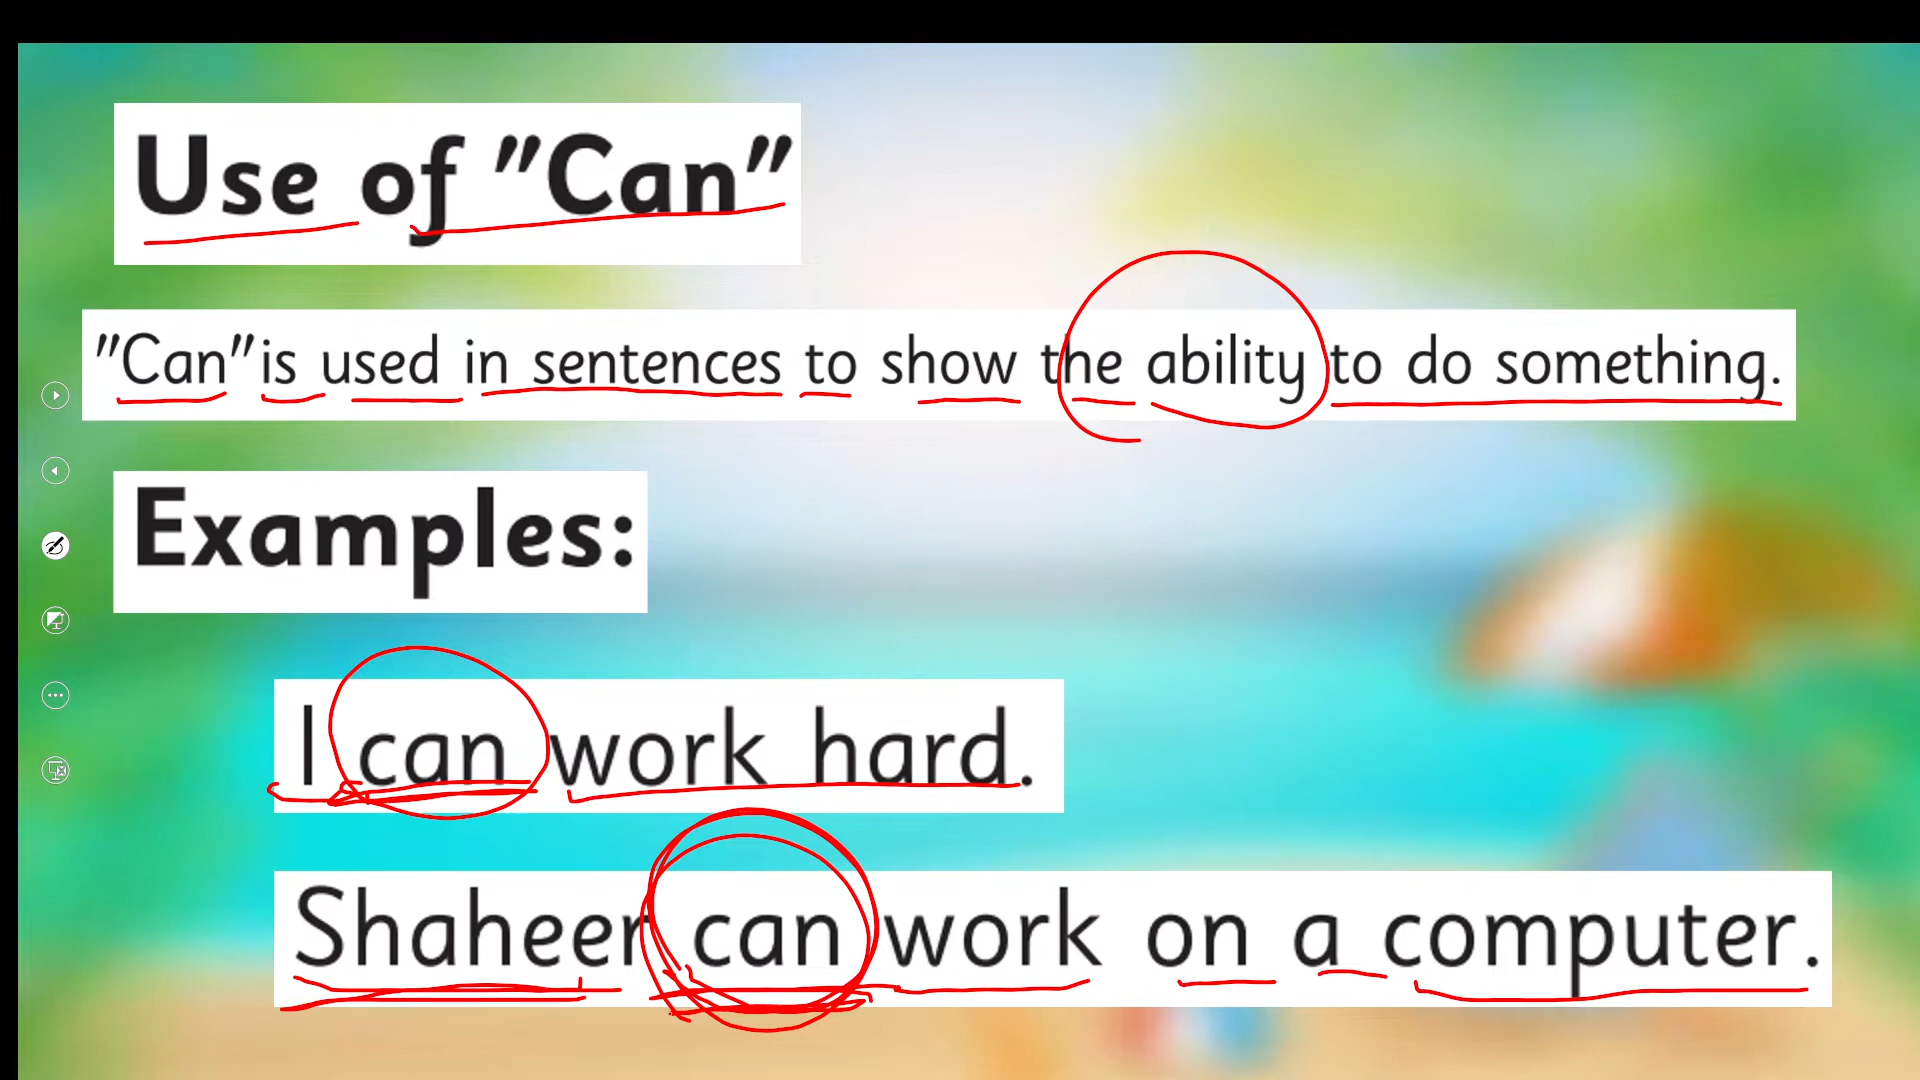 Use of "Can"
"Can" is used in sentences to show the ability to do something.
Examples:
I can work hard.
Shaheer can work on a computer.